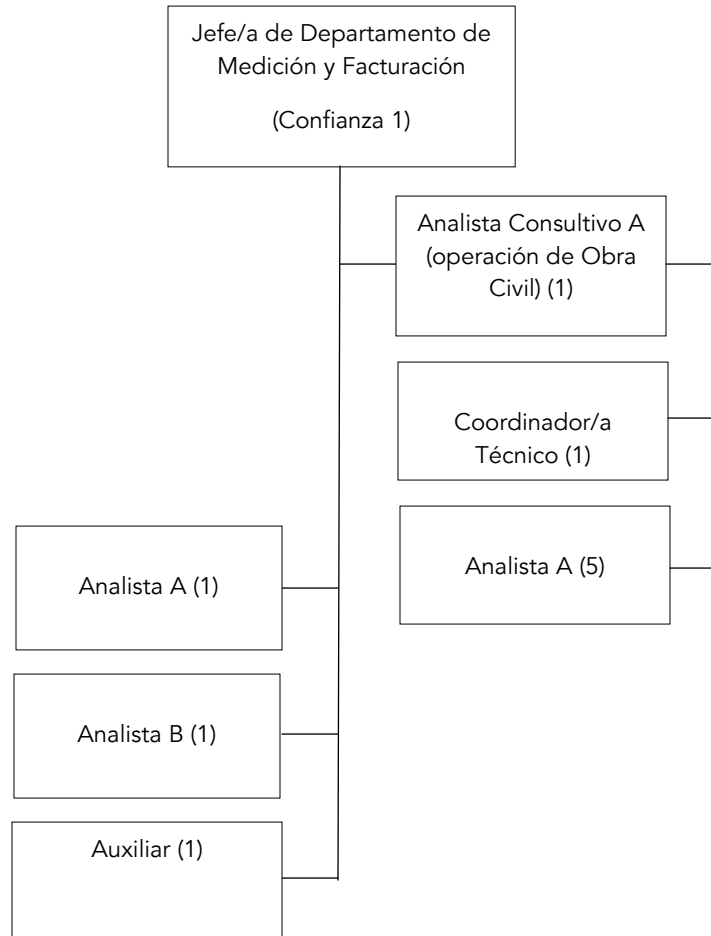 Jefe/a de Departamento de
Medición y Facturación
(Confianza 1)
Analista Consultivo A
(operación de Obra
Civil) (1)
Coordinador/a
Técnico (1)
Analista A (5)
Analista A (1)
Analista B (1)
Auxiliar (1)